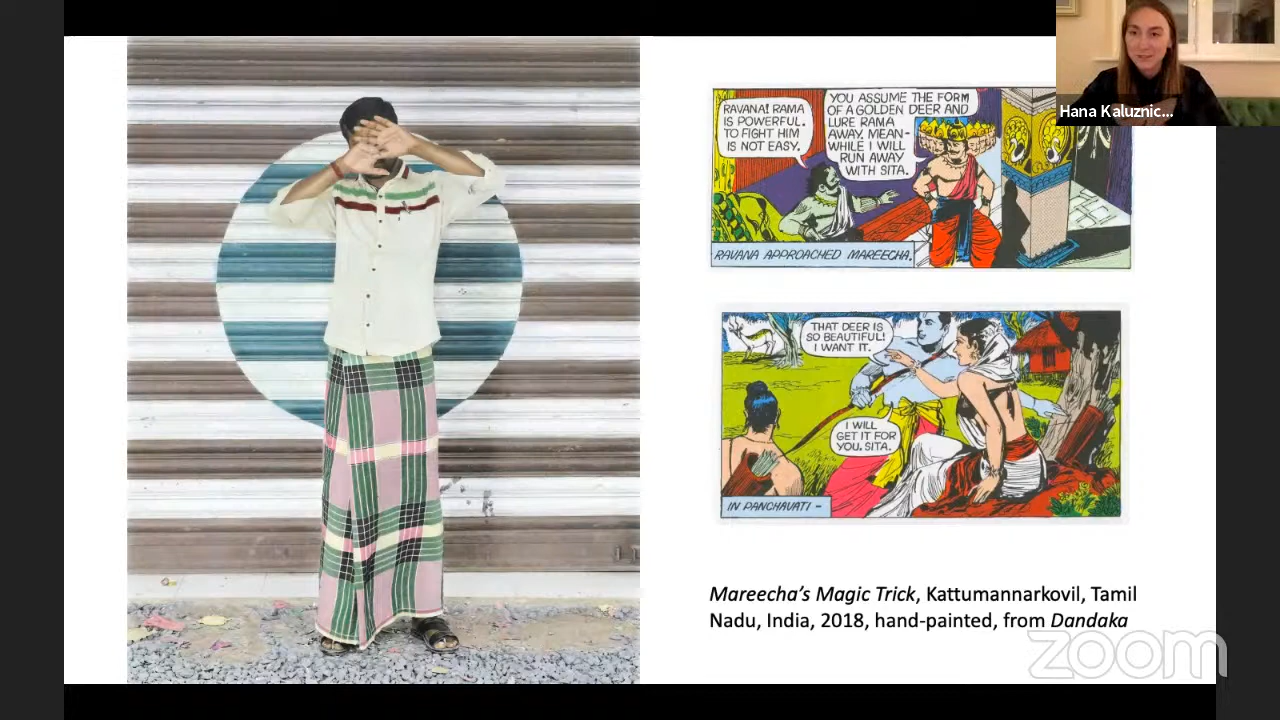 RAVANA! RAMA
IS POWERFUL.
TO FIGHT HIM
IS NOT EASY.
YOU ASSUME THE FORM
OF A GOLDEN DEER AND
LURE RAMA
AWAY. MEAN-
WHILE I WILL
RUN AWAY
WITH SITA.
RAVANA APPROACHED MAREECHA.
THAT DEER IS
SO BEAUTIFUL!
I WANT IT.
I WILL
GET IT FOR
YOU, SITA.
IN PANCHAVATI –
Mareecha’s Magic Trick, Kattumannarkovil, Tamil
Nadu, India, 2018, hand-painted, from Dandaka
Hana Kaluznic...
zoom